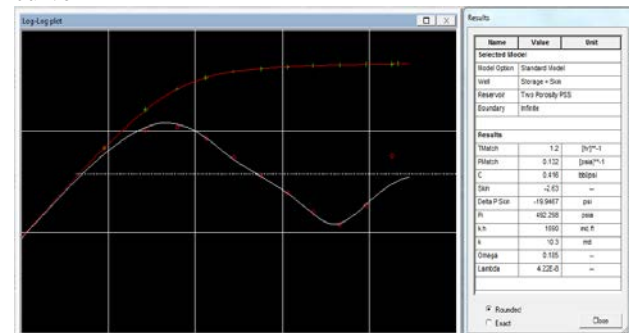 Log-Log plot
Results
Name Value Unit
Selected Model
Model Option Standard Model
Well Storage + Skin
Reservoir Two Porosity PSS
Boundary Infinite
Results
TMatch 1.2 [hr]**-1
PMatch 0.132 [psia]**-1
C 0.416 bbl/psi
Skin -2.63 --
Delta P Skin -19.9467 psi
Pi 492.298 psia
k.h 1090 md.ft
k 10.3 md
Omega 0.105 --
Lambda 4.22E-8 --
Rounded
Exact
Close